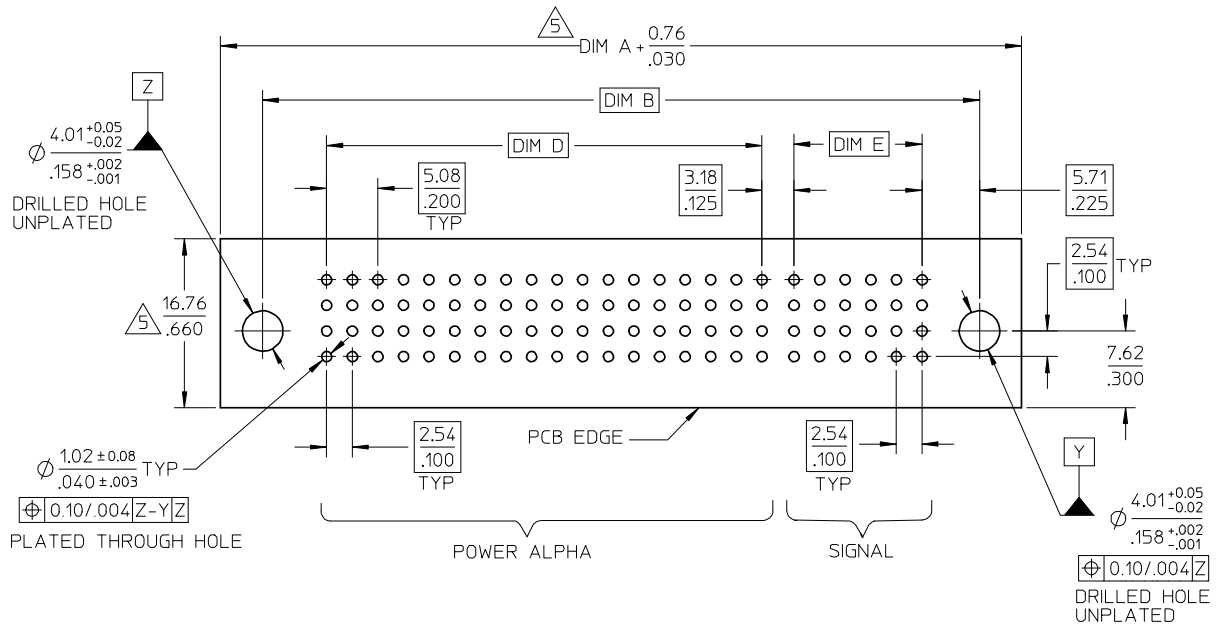 5
DIM A + 0.76
.030
Z
DIM B
⌀ 4.01 +0.05
-0.02
.158 +.002
-.001
DRILLED HOLE
UNPLATED
DIM D
DIM E
5.08
.200
TYP
3.18
.125
5.71
.225
2.54
.100
TYP
5
16.76
.660
7.62
.300
2.54
.100
TYP
PCB EDGE
2.54
.100
TYP
⌀ 1.02 ±0.08
.040 ±.003
TYP
⌖ 0.10/.004 Z-Y Z
PLATED THROUGH HOLE
POWER ALPHA
SIGNAL
Y
⌀ 4.01 +0.05
-0.02
.158 +.002
-.001
⌖ 0.10/.004 Z
DRILLED HOLE
UNPLATED